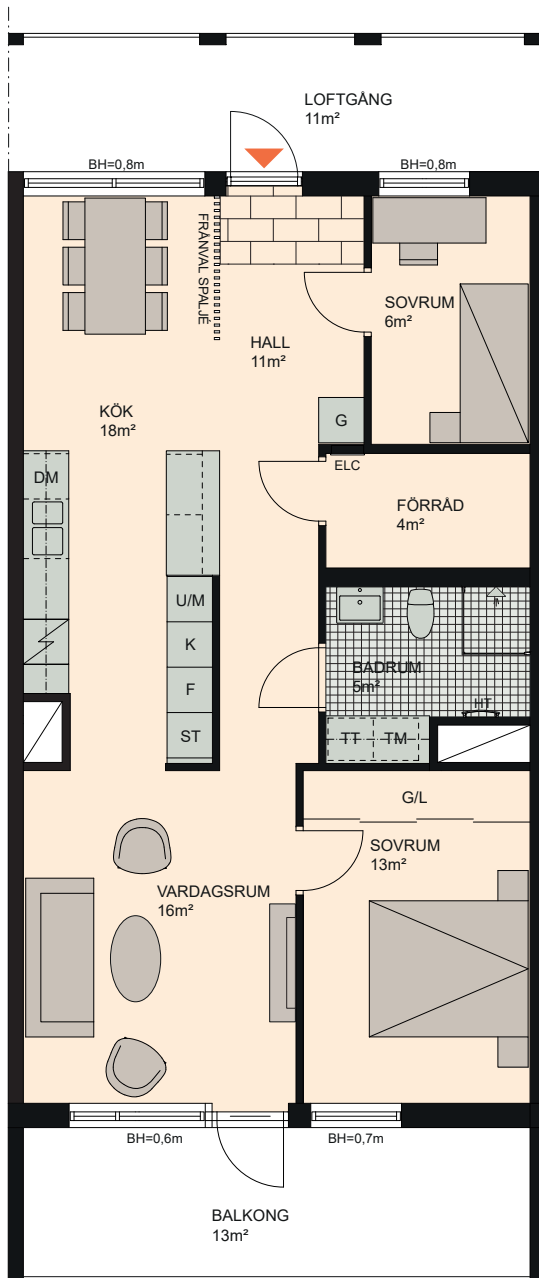 LOFTGÅNG
11m²
BH=0,8m
BH=0,8m
FRÅNVAL SPALJÉ
SOVRUM
6m²
HALL
11m²
KÖK
18m²
G
ELC
DM
FÖRRÅD
4m²
U/M
K
BADRUM
5m²
F
HT
ST
TT
TM
G/L
SOVRUM
13m²
VARDAGSRUM
16m²
BH=0,6m
BH=0,7m
BALKONG
13m²